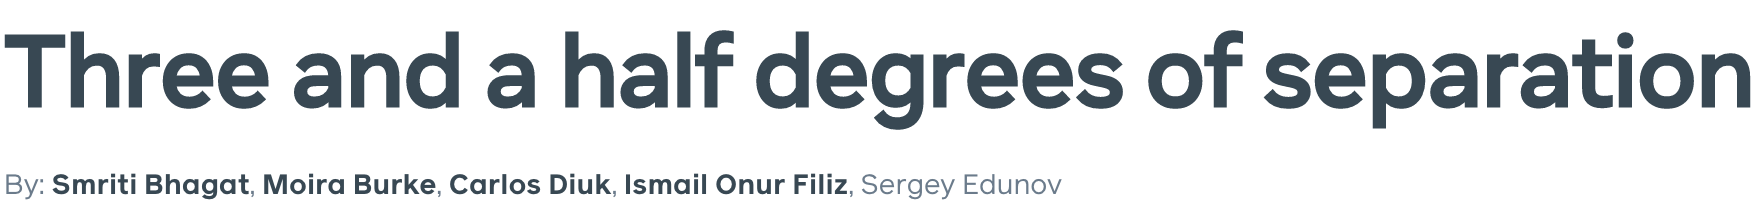 Three and a half degrees of separation
By: Smriti Bhagat, Moira Burke, Carlos Diuk, Ismail Onur Filiz, Sergey Edunov